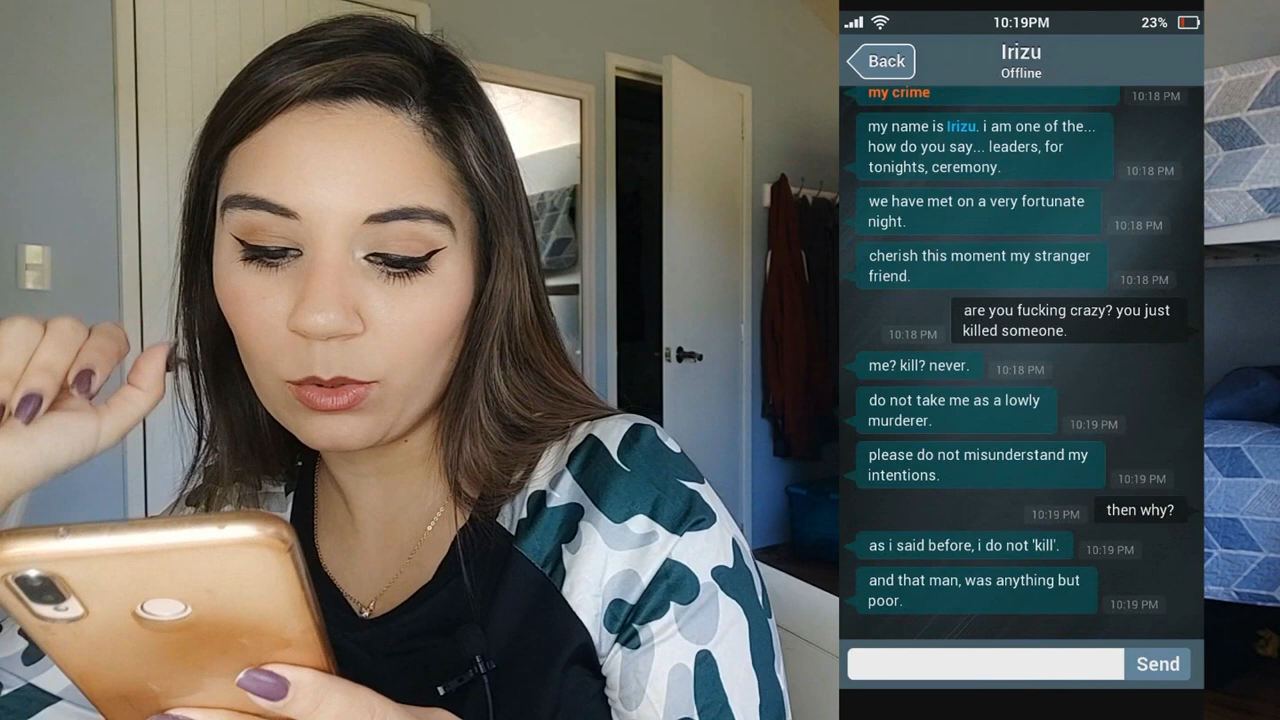 10:19PM
23%
Back
Irizu
Offline
my crime
10:18 PM
my name is Irizu. i am one of the...
how do you say... leaders, for
tonights, ceremony.
10:18 PM
we have met on a very fortunate
night.
10:18 PM
cherish this moment my stranger
friend.
10:18 PM
are you fucking crazy? you just
killed someone.
10:18 PM
me? kill? never.
10:18 PM
do not take me as a lowly
murderer.
10:19 PM
please do not misunderstand my
intentions.
10:19 PM
then why?
10:19 PM
as i said before, i do not 'kill'.
10:19 PM
and that man, was anything but
poor.
10:19 PM
Send